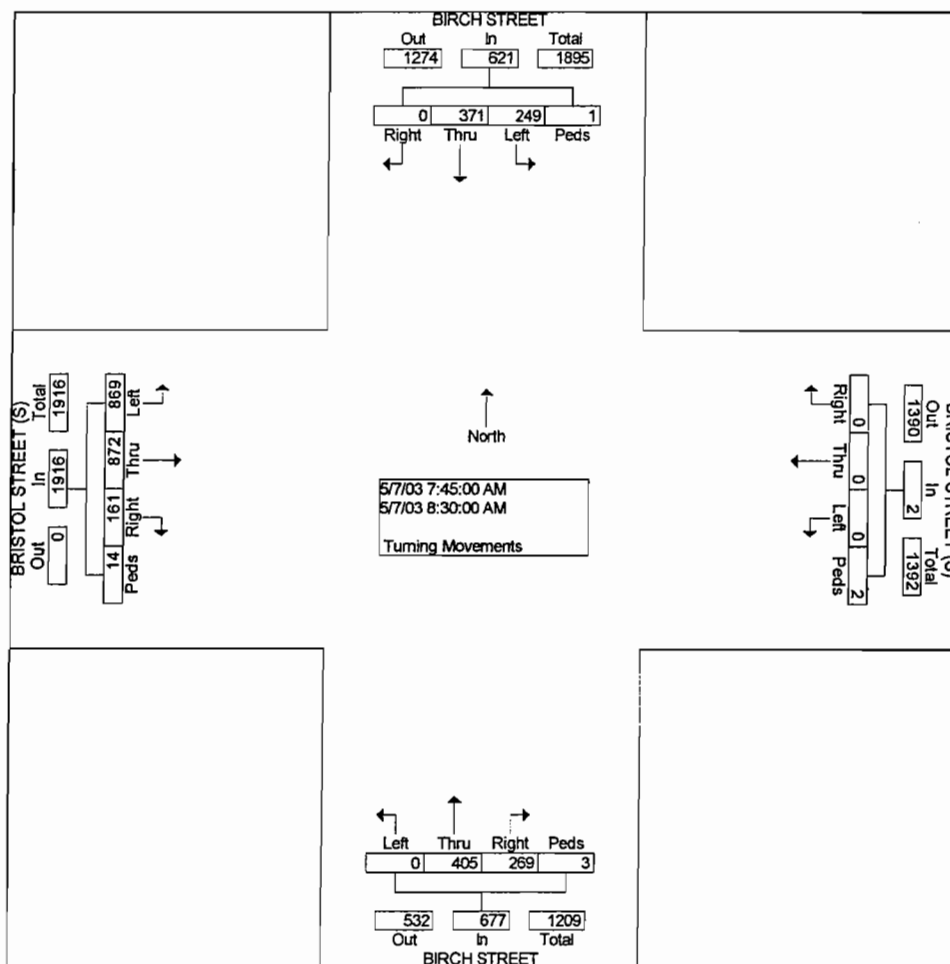 BIRCH STREET
Out In Total
1274 621 1895
0 371 249 1
Right Thru Left Peds
BRISTOL STREET (S)
Total In Out
1916 1916 0
869 872 161 14
Left Thru Right Peds
North
5/7/03 7:45:00 AM
5/7/03 8:30:00 AM
Turning Movements
Right Thru Left Peds
0 0 0 2
1390 2 1392
Out In Total
BRISTOL STREET (S)
Left Thru Right Peds
0 405 269 3
532 677 1209
Out In Total
BIRCH STREET